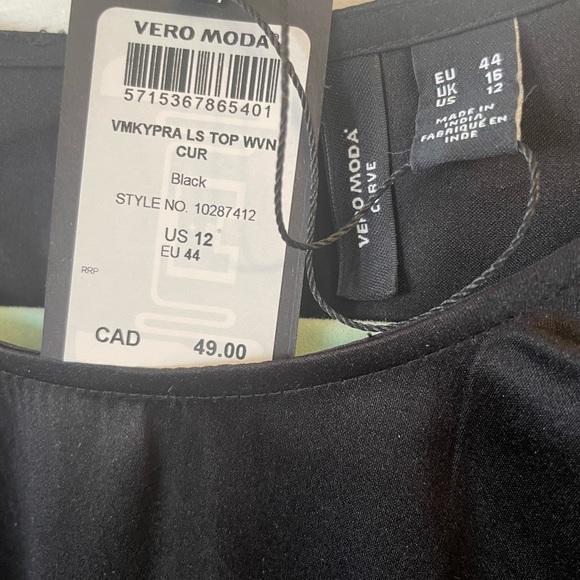 VERO MODA®
5715367865401
VMKYPRA LS TOP WVN
CUR
Black
STYLE NO. 10287412
US 12
EU 44
RRP
CAD 49.00
VERO MODA®
CURVE
EU 44
UK 16
US 12
MADE IN
INDIA
FABRIQUÉ EN
INDE